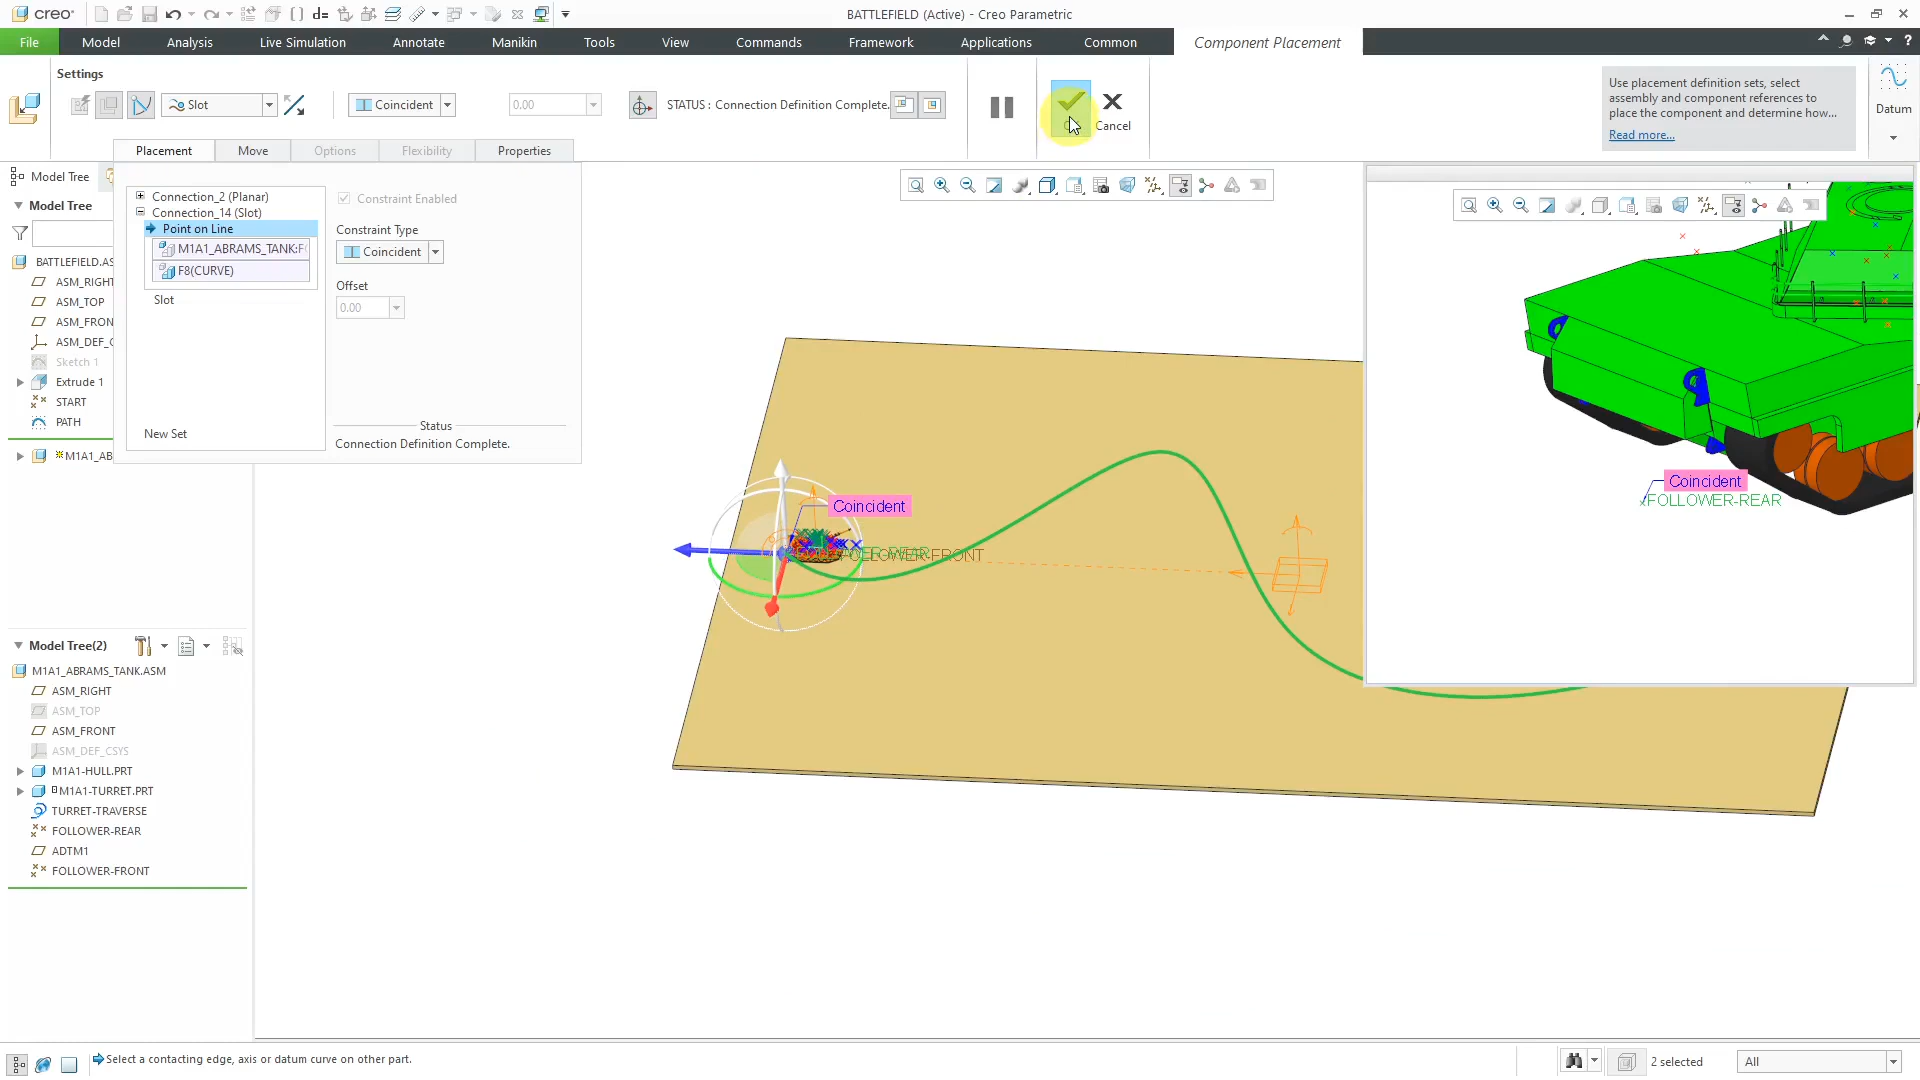 creo
BATTLEFIELD (Active) - Creo Parametric
File
Model
Analysis
Live Simulation
Annotate
Manikin
Tools
View
Commands
Framework
Applications
Common
Component Placement
Settings
Slot
Coincident
0.00
STATUS : Connection Definition Complete.
Cancel
Use placement definition sets, select
assembly and component references to
place the component and determine how...
Read more...
Datum
Placement
Move
Options
Flexibility
Properties
Model Tree
Model Tree
BATTLEFIELD.AS
ASM_RIGHT
ASM_TOP
ASM_FRON
ASM_DEF_C
Sketch 1
Extrude 1
START
PATH
M1A1_AB
Connection_2 (Planar)
Connection_14 (Slot)
Point on Line
M1A1_ABRAMS_TANK:F(
F8(CURVE)
Slot
New Set
Constraint Enabled
Constraint Type
Coincident
Offset
0.00
Status
Connection Definition Complete.
Coincident
FOLLOWER-FRONT
Coincident
FOLLOWER-REAR
Model Tree(2)
M1A1_ABRAMS_TANK.ASM
ASM_RIGHT
ASM_TOP
ASM_FRONT
ASM_DEF_CSYS
M1A1-HULL.PRT
M1A1-TURRET.PRT
TURRET-TRAVERSE
FOLLOWER-REAR
ADTM1
FOLLOWER-FRONT
Select a contacting edge, axis or datum curve on other part.
2 selected
All